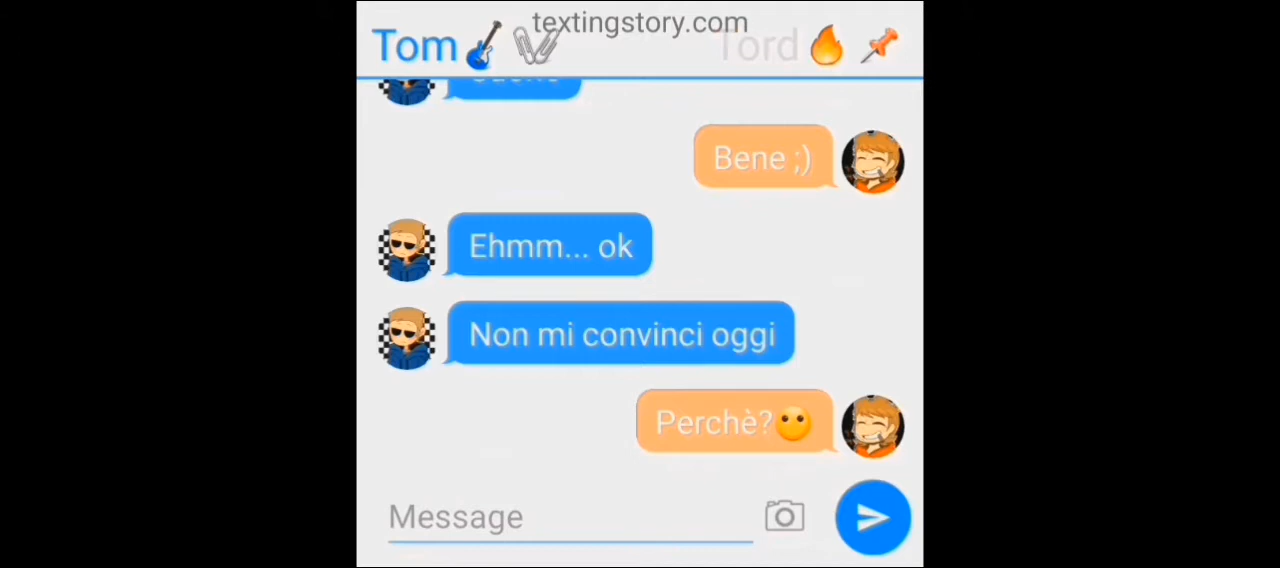 textingstory.com
Tom🎸🖇️ Tord🔥📌
Bene ;)
Ehmm... ok
Non mi convinci oggi
Perchè?😶
Message